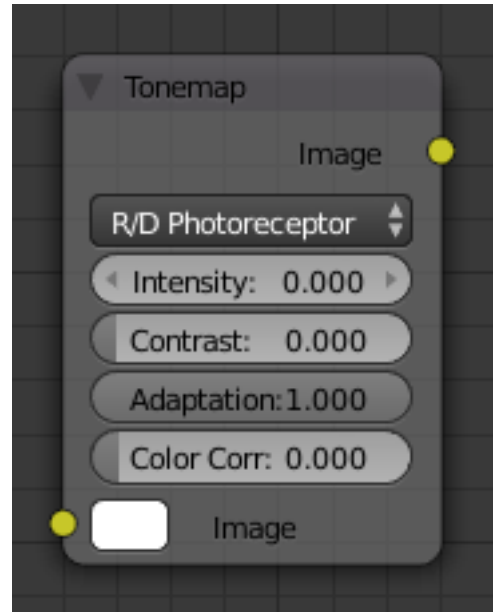 Tonemap
Image
R/D Photoreceptor
Intensity: 0.000
Contrast: 0.000
Adaptation:1.000
Color Corr: 0.000
Image